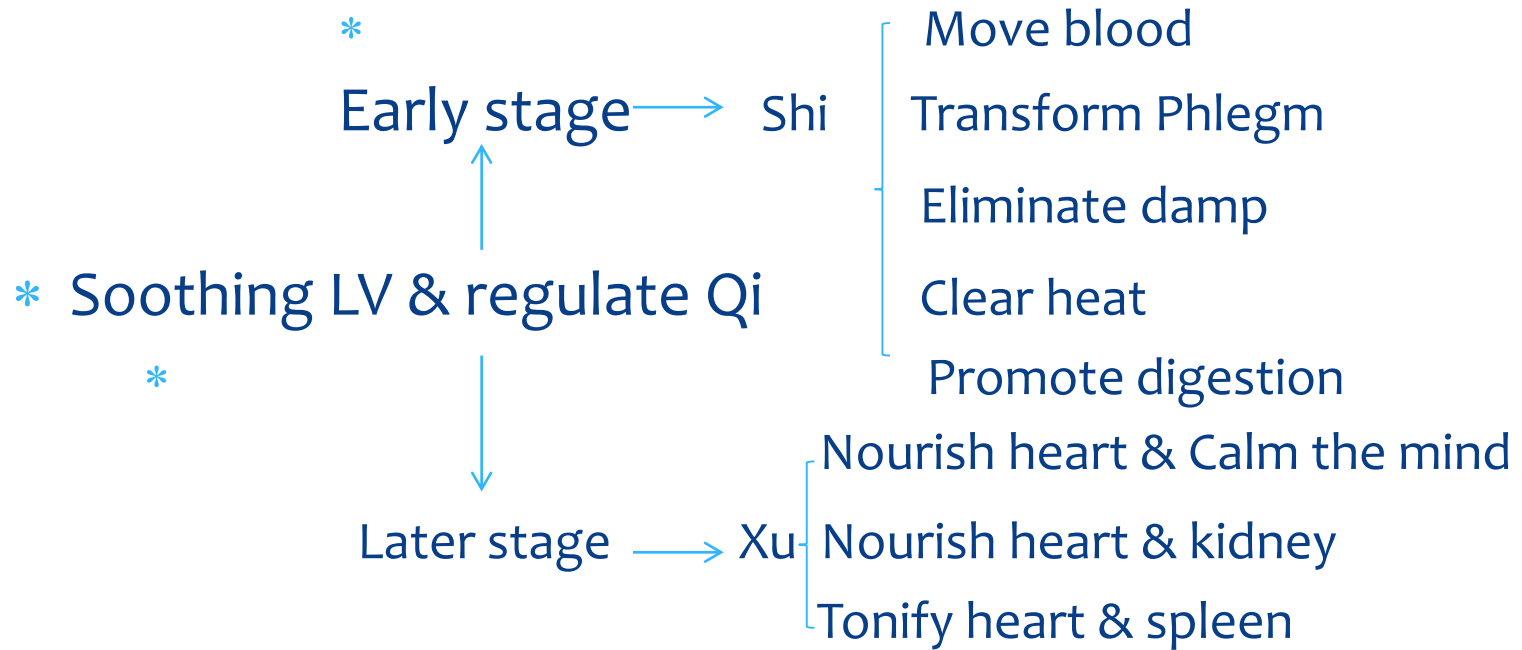 Move blood
Early stage
Shi
Transform Phlegm
Eliminate damp
* Soothing LV & regulate Qi
Clear heat
Promote digestion
Nourish heart & Calm the mind
Later stage
Xu
Nourish heart & kidney
Tonify heart & spleen